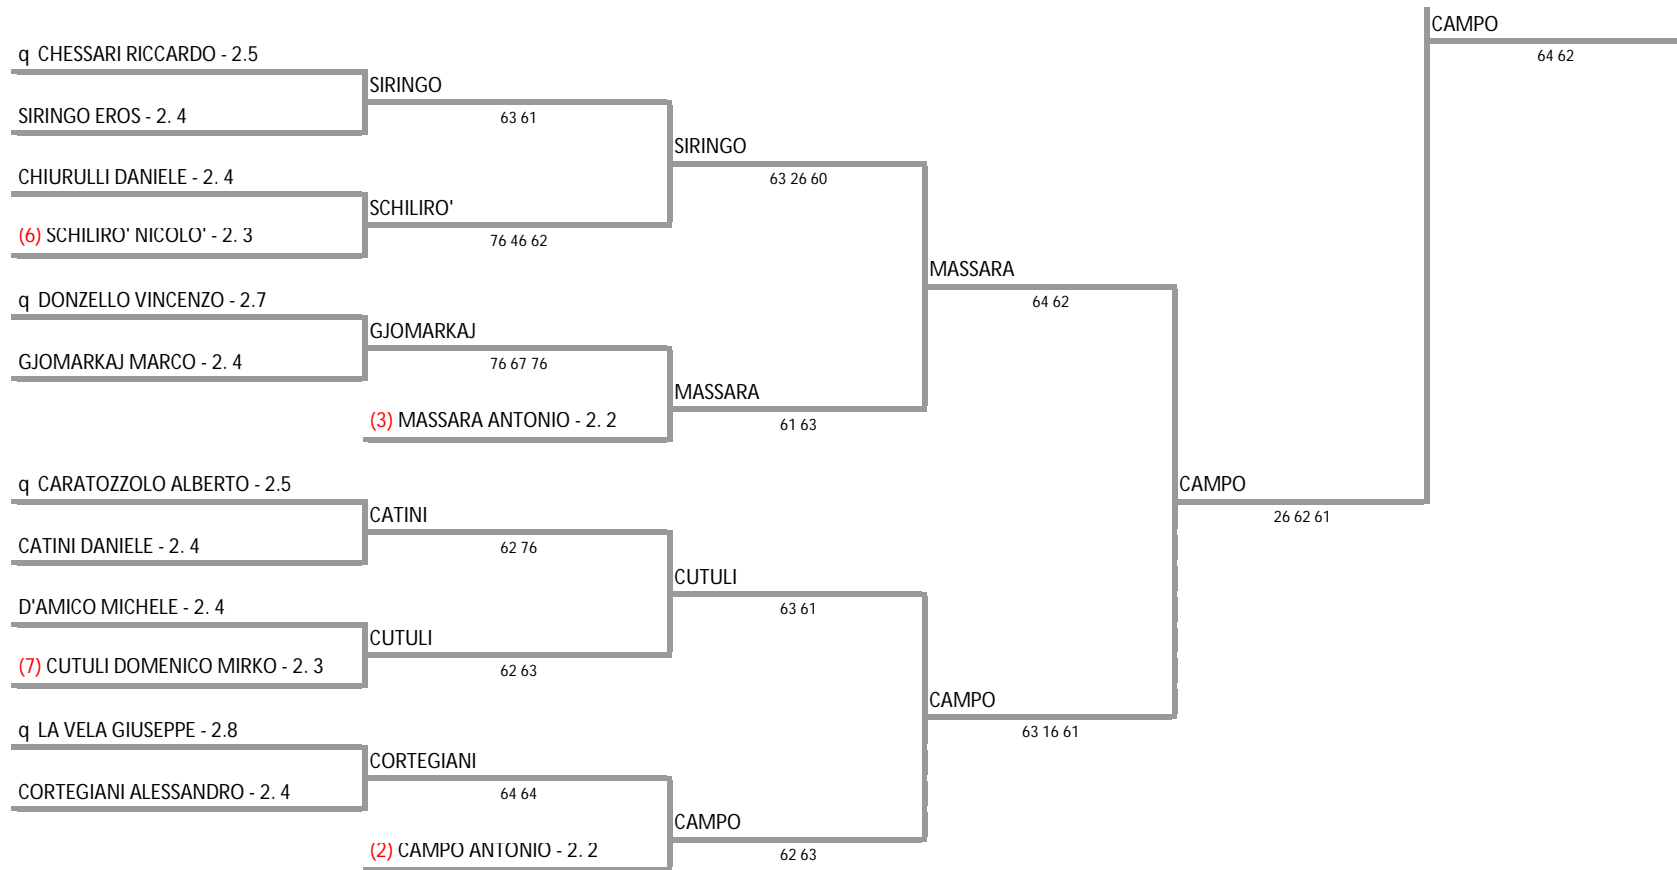 CAMPO
64 62
q CHESSARI RICCARDO - 2.5
SIRINGO
63 61
SIRINGO EROS - 2. 4
SIRINGO
63 26 60
CHIURULLI DANIELE - 2. 4
SCHILIRO'
76 46 62
(6) SCHILIRO' NICOLO' - 2. 3
MASSARA
64 62
q DONZELLO VINCENZO - 2.7
GJOMARKAJ
76 67 76
GJOMARKAJ MARCO - 2. 4
MASSARA
61 63
(3) MASSARA ANTONIO - 2. 2
q CARATOZZOLO ALBERTO - 2.5
CAMPO
26 62 61
CATINI
62 76
CATINI DANIELE - 2. 4
CUTULI
63 61
D'AMICO MICHELE - 2. 4
CUTULI
62 63
(7) CUTULI DOMENICO MIRKO - 2. 3
CAMPO
63 16 61
q LA VELA GIUSEPPE - 2.8
CORTEGIANI
64 64
CORTEGIANI ALESSANDRO - 2. 4
CAMPO
62 63
(2) CAMPO ANTONIO - 2. 2